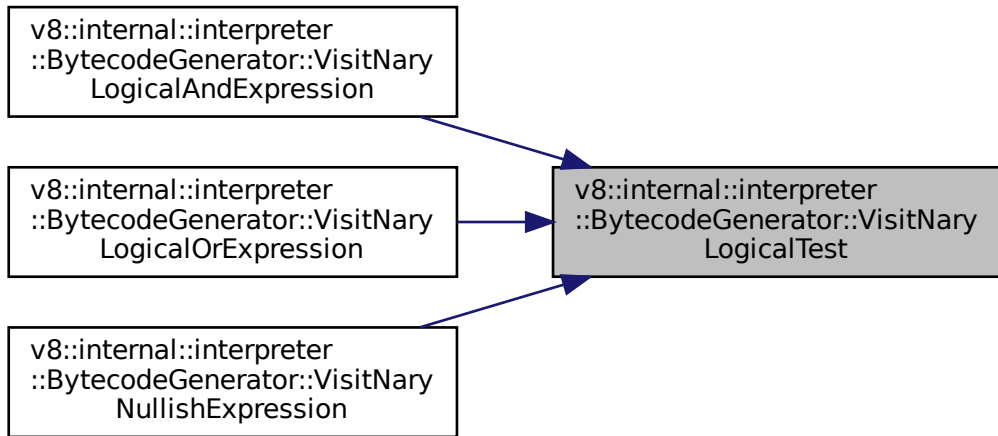 v8::internal::interpreter
::BytecodeGenerator::VisitNary
LogicalAndExpression
v8::internal::interpreter
::BytecodeGenerator::VisitNary
LogicalOrExpression
v8::internal::interpreter
::BytecodeGenerator::VisitNary
NullishExpression
v8::internal::interpreter
::BytecodeGenerator::VisitNary
LogicalTest